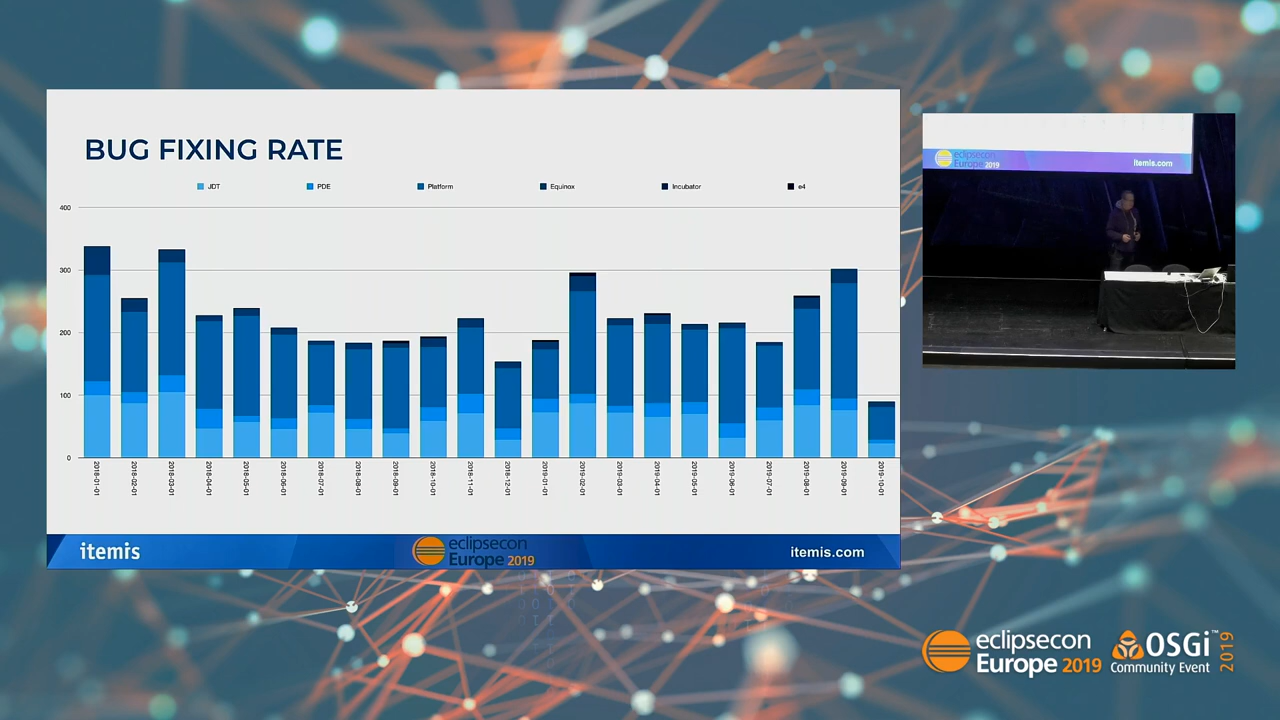 BUG FIXING RATE
JDT PDE Platform Equinox Incubator e4
400
300
200
100
0
2018-01-01 2018-02-01 2018-03-01 2018-04-01 2018-05-01 2018-06-01 2018-07-01 2018-08-01 2018-09-01 2018-10-01 2018-11-01 2018-12-01 2019-01-01 2019-02-01 2019-03-01 2019-04-01 2019-05-01 2019-06-01 2019-07-01 2019-08-01 2019-09-01 2019-10-01
itemis
eclipsecon
Europe 2019
itemis.com
eclipsecon
Europe 2019
itemis.com
eclipsecon
Europe 2019
OSGi™
Community Event
2019